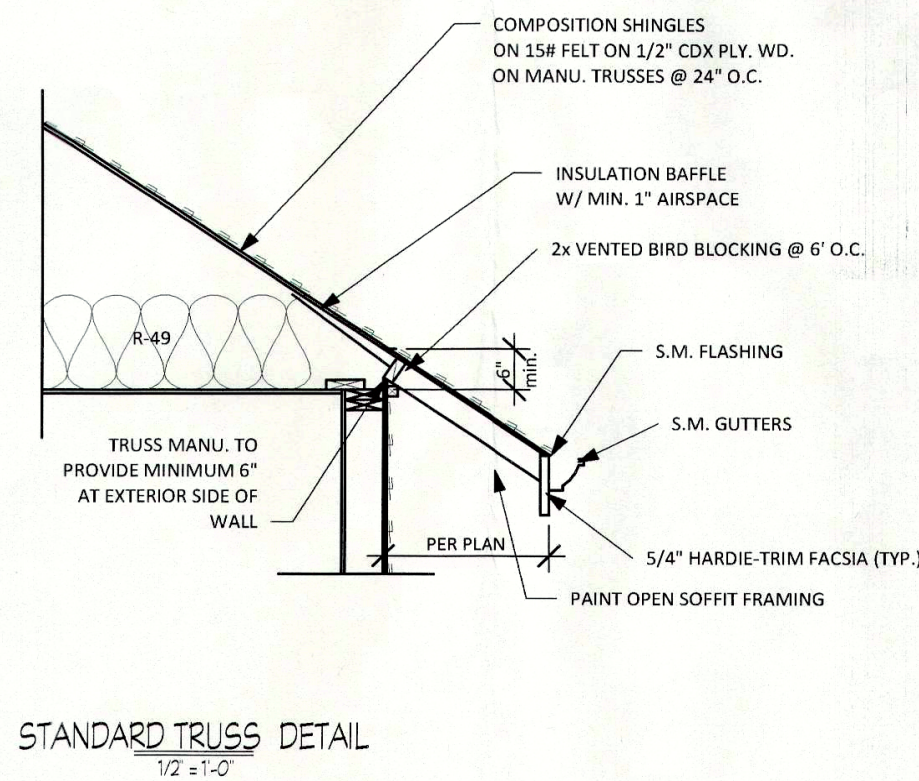 COMPOSITION SHINGLES
ON 15# FELT ON 1/2" CDX PLY. WD.
ON MANU. TRUSSES @ 24" O.C.
INSULATION BAFFLE
W/ MIN. 1" AIRSPACE
2x VENTED BIRD BLOCKING @ 6' O.C.
R-49
6"
min.
S.M. FLASHING
S.M. GUTTERS
TRUSS MANU. TO
PROVIDE MINIMUM 6"
AT EXTERIOR SIDE OF
WALL
PER PLAN
5/4" HARDIE-TRIM FACSIA (TYP.)
PAINT OPEN SOFFIT FRAMING
STANDARD TRUSS DETAIL
1/2" = 1'-0"